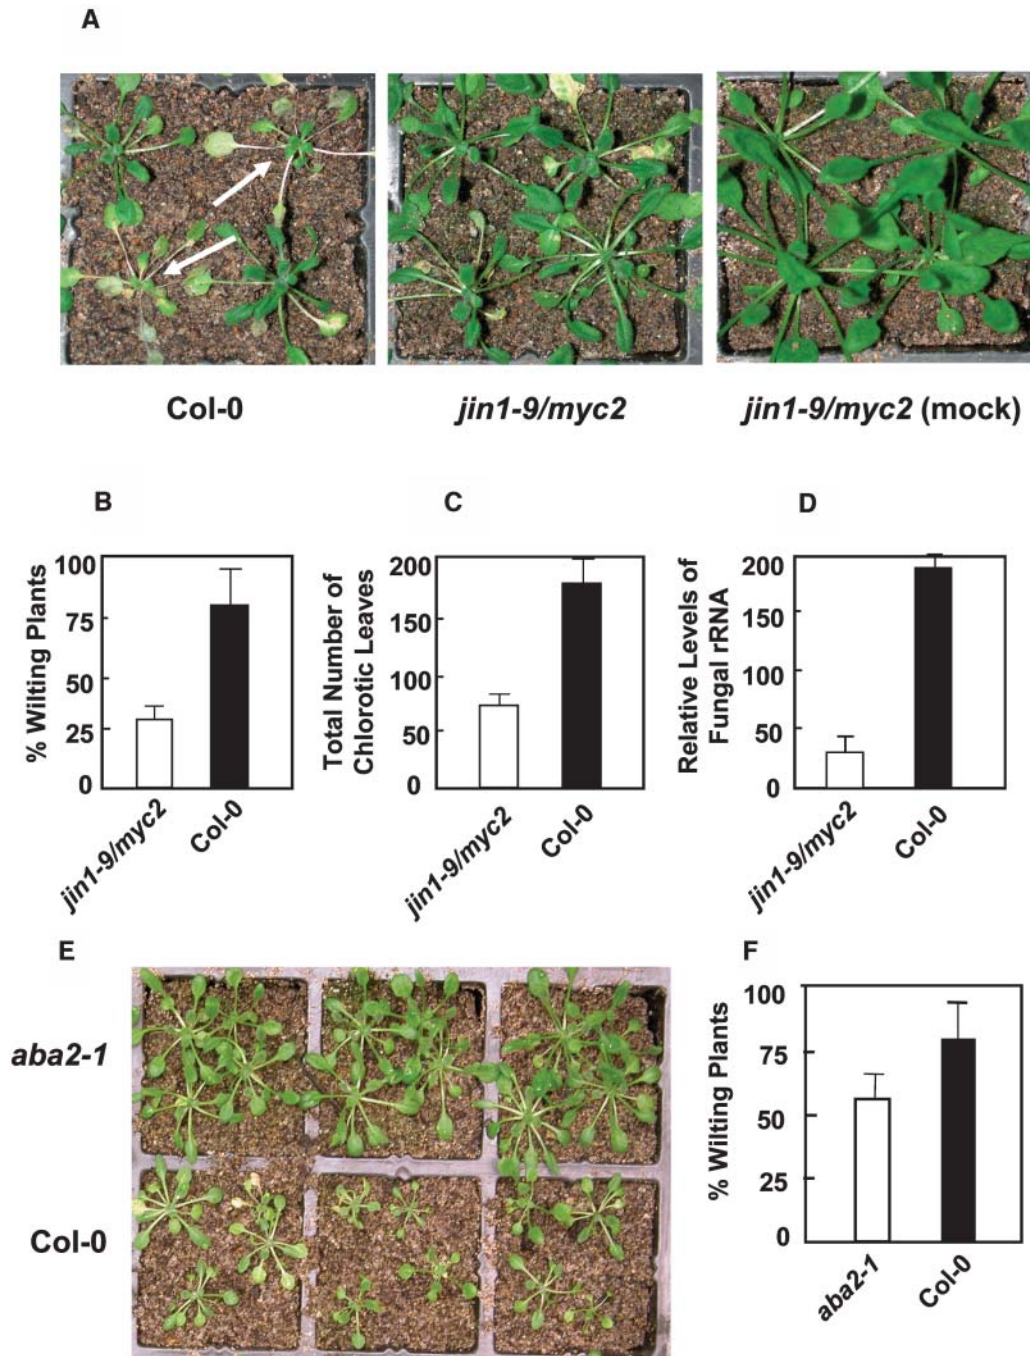 A
Col-0
jin1-9/myc2
jin1-9/myc2 (mock)
B
% Wilting Plants
100
75
50
25
0
jin1-9/myc2
Col-0
C
Total Number of
Chlorotic Leaves
200
150
100
50
0
jin1-9/myc2
Col-0
D
Relative Levels of
Fungal rRNA
200
150
100
50
0
jin1-9/myc2
Col-0
E
aba2-1
Col-0
F
% Wilting Plants
100
75
50
25
0
aba2-1
Col-0